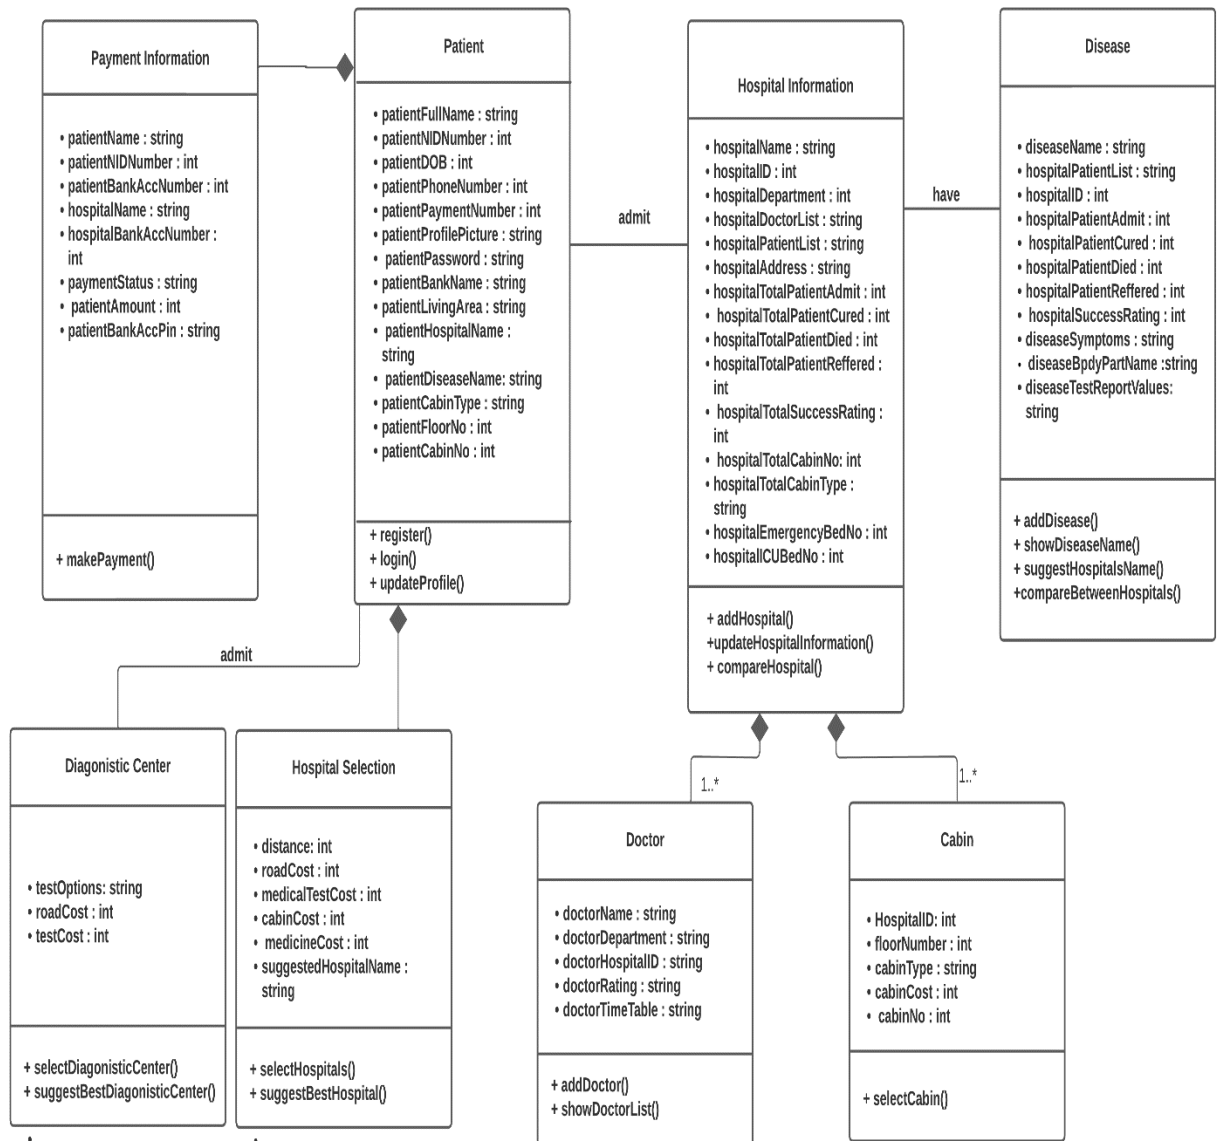 Payment Information
• patientName : string
• patientNIDNumber : int
• patientBankAccNumber : int
• hospitalName : string
• hospitalBankAccNumber :
int
• paymentStatus : string
• patientAmount : int
• patientBankAccPin : string
+ makePayment()
Patient
• patientFullName : string
• patientNIDNumber : int
• patientDOB : int
• patientPhoneNumber : int
• patientPaymentNumber : int
• patientProfilePicture : string
• patientPassword : string
• patientBankName : string
• patientLivingArea : string
• patientHospitalName :
string
• patientDiseaseName: string
• patientCabinType : string
• patientFloorNo : int
• patientCabinNo : int
+ register()
+ login()
+ updateProfile()
admit
Hospital Information
• hospitalName : string
• hospitalID : int
• hospitalDepartment : int
• hospitalDoctorList : string
• hospitalPatientList : string
• hospitalAddress : string
• hospitalTotalPatientAdmit : int
• hospitalTotalPatientCured : int
• hospitalTotalPatientDied : int
• hospitalTotalPatientReffered :
int
• hospitalTotalSuccessRating :
int
• hospitalTotalCabinNo: int
• hospitalTotalCabinType :
string
• hospitalEmergencyBedNo : int
• hospitalICUBedNo : int
+ addHospital()
+updateHospitalInformation()
+ compareHospital()
have
Disease
• diseaseName : string
• hospitalPatientList : string
• hospitalID : int
• hospitalPatientAdmit : int
• hospitalPatientCured : int
• hospitalPatientDied : int
• hospitalPatientReffered : int
• hospitalSuccessRating : int
• diseaseSymptoms : string
• diseaseBpdyPartName :string
• diseaseTestReportValues:
string
+ addDisease()
+ showDiseaseName()
+ suggestHospitalsName()
+compareBetweenHospitals()
admit
Diagonistic Center
• testOptions: string
• roadCost : int
• testCost : int
+ selectDiagonisticCenter()
+ suggestBestDiagonisticCenter()
Hospital Selection
• distance: int
• roadCost : int
• medicalTestCost : int
• cabinCost : int
• medicineCost : int
• suggestedHospitalName :
string
+ selectHospitals()
+ suggestBestHospital()
1..*
Doctor
• doctorName : string
• doctorDepartment : string
• doctorHospitalID : string
• doctorRating : string
• doctorTimeTable : string
+ addDoctor()
+ showDoctorList()
1..*
Cabin
• HospitalID: int
• floorNumber : int
• cabinType : string
• cabinCost : int
• cabinNo : int
+ selectCabin()